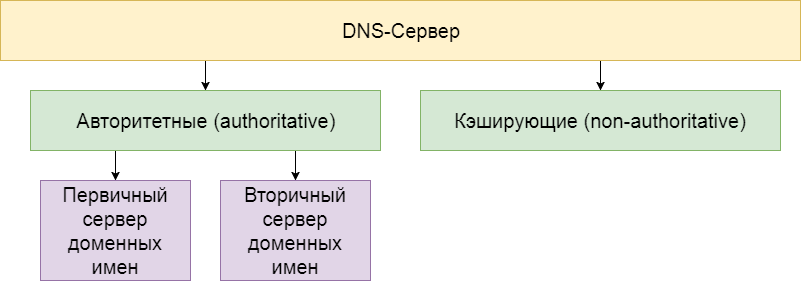 DNS-Сервер
Авторитетные (authoritative)
Кэширующие (non-authoritative)
Первичный
сервер
доменных
имен
Вторичный
сервер
доменных
имен